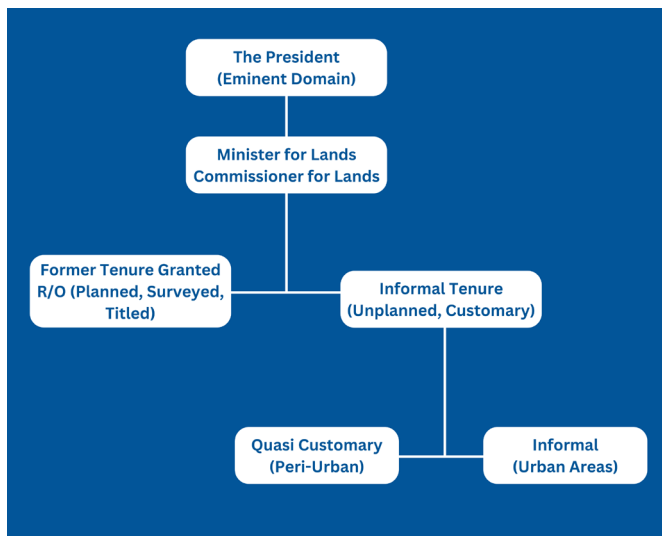 The President
(Eminent Domain)
Minister for Lands
Commissioner for Lands
Former Tenure Granted
R/O (Planned, Surveyed,
Titled)
Informal Tenure
(Unplanned, Customary)
Quasi Customary
(Peri-Urban)
Informal
(Urban Areas)